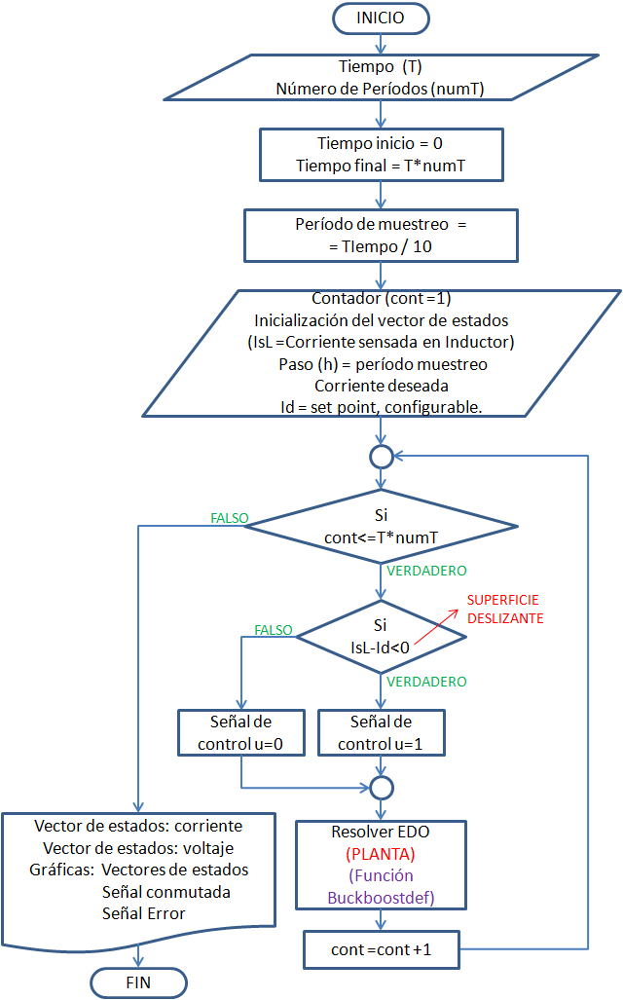 INICIO
Tiempo (T)
Número de Períodos (numT)
Tiempo inicio = 0
Tiempo final = T*numT
Período de muestreo =
= TIempo / 10
Contador (cont =1)
Inicialización del vector de estados
(IsL =Corriente sensada en Inductor)
Paso (h) = período muestreo
Corriente deseada
Id = set point, configurable.
Si
cont<=T*numT
FALSO
VERDADERO
SUPERFICIE
DESLIZANTE
Si
IsL-Id<0
FALSO
VERDADERO
Señal de
control u=0
Señal de
control u=1
Resolver EDO
(PLANTA)
(Función
Buckboostdef)
cont =cont +1
Vector de estados: corriente
Vector de estados: voltaje
Gráficas: Vectores de estados
Señal conmutada
Señal Error
FIN